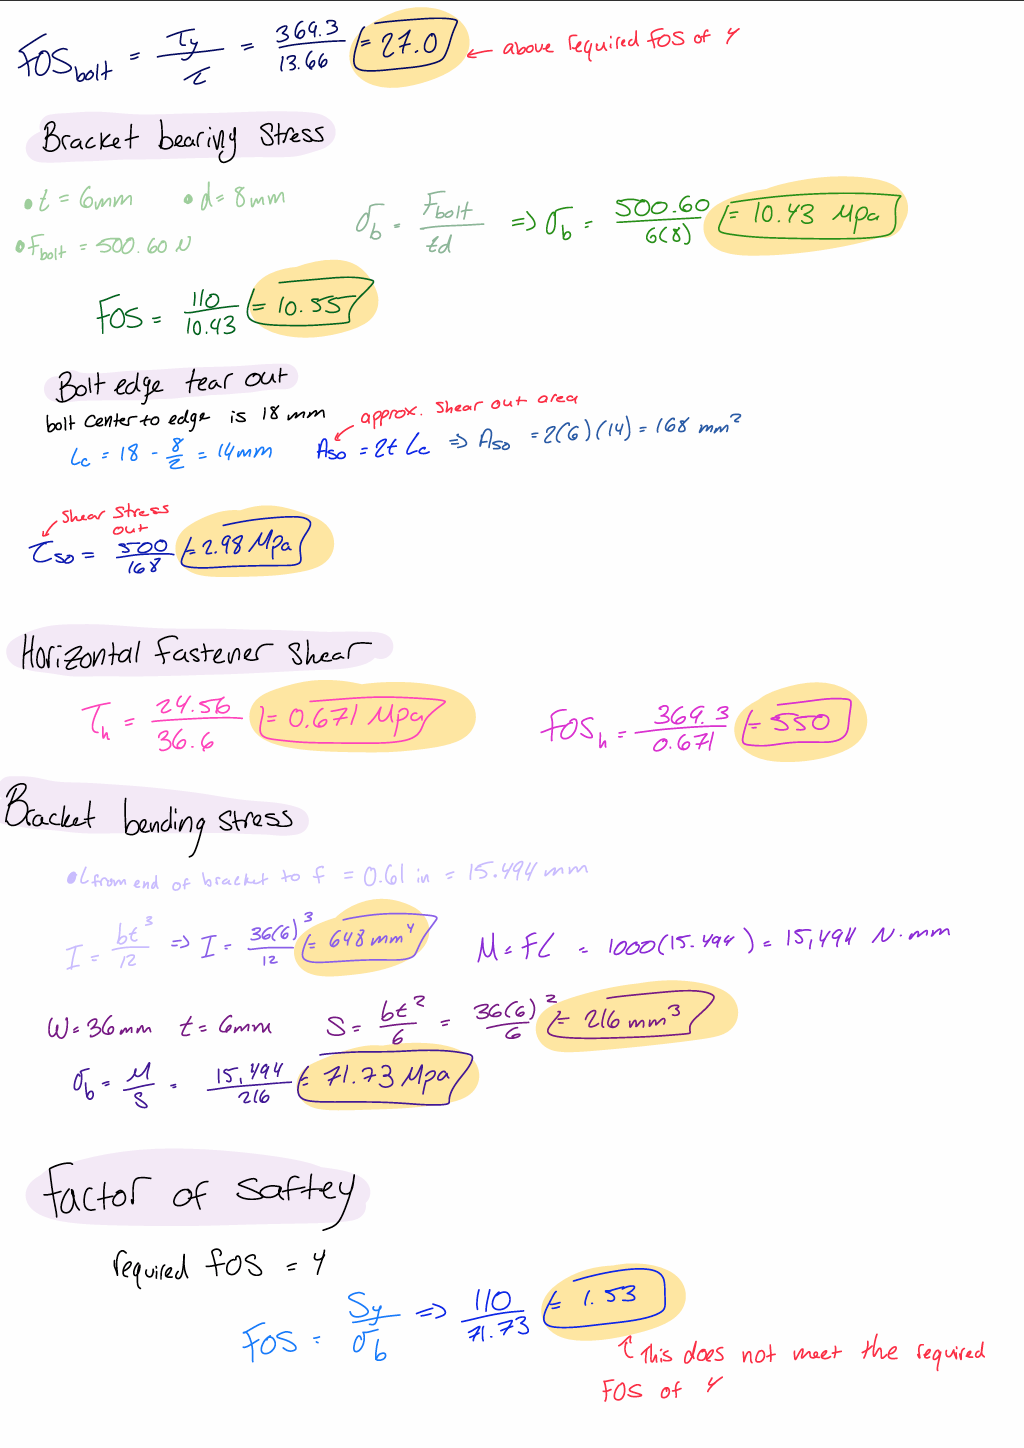 FOS bolt = τy/τ = 369.3/13.66 = 27.0 ← above required FOS of 4
Bracket bearing Stress
• t = 6mm • d = 8mm
σb = Fbolt/td => σb = 500.60/6(8) = 10.43 Mpa
• Fbolt = 500.60 N
FOS = 110/10.43 = 10.55
Bolt edge tear out
bolt center to edge is 18 mm
approx. Shear out area
Lc = 18 - 8/2 = 14mm Aso = 2t Lc => Aso = 2(6)(14) = 168 mm²
Shear Stress out
τso = 500/168 = 2.98 Mpa
Horizontal Fastener Shear
τh = 24.56/36.6 = 0.671 Mpa FOSh = 369.3/0.671 = 550
Bracket bending stress
• L from end of bracket to f = 0.61 in = 15.494 mm
I = bt³/12 => I = 36(6)³/12 = 648 mm⁴ M = FL = 1000(15.494) = 15,494 N·mm
W = 36mm t = 6mm S = bt²/6 = 36(6)²/6 = 216 mm³
σb = M/S = 15,494/216 = 71.73 Mpa
Factor of Saftey
required FOS = 4
FOS = Sy/σb => 110/71.73 = 1.53
↑ This does not meet the required
FOS of 4